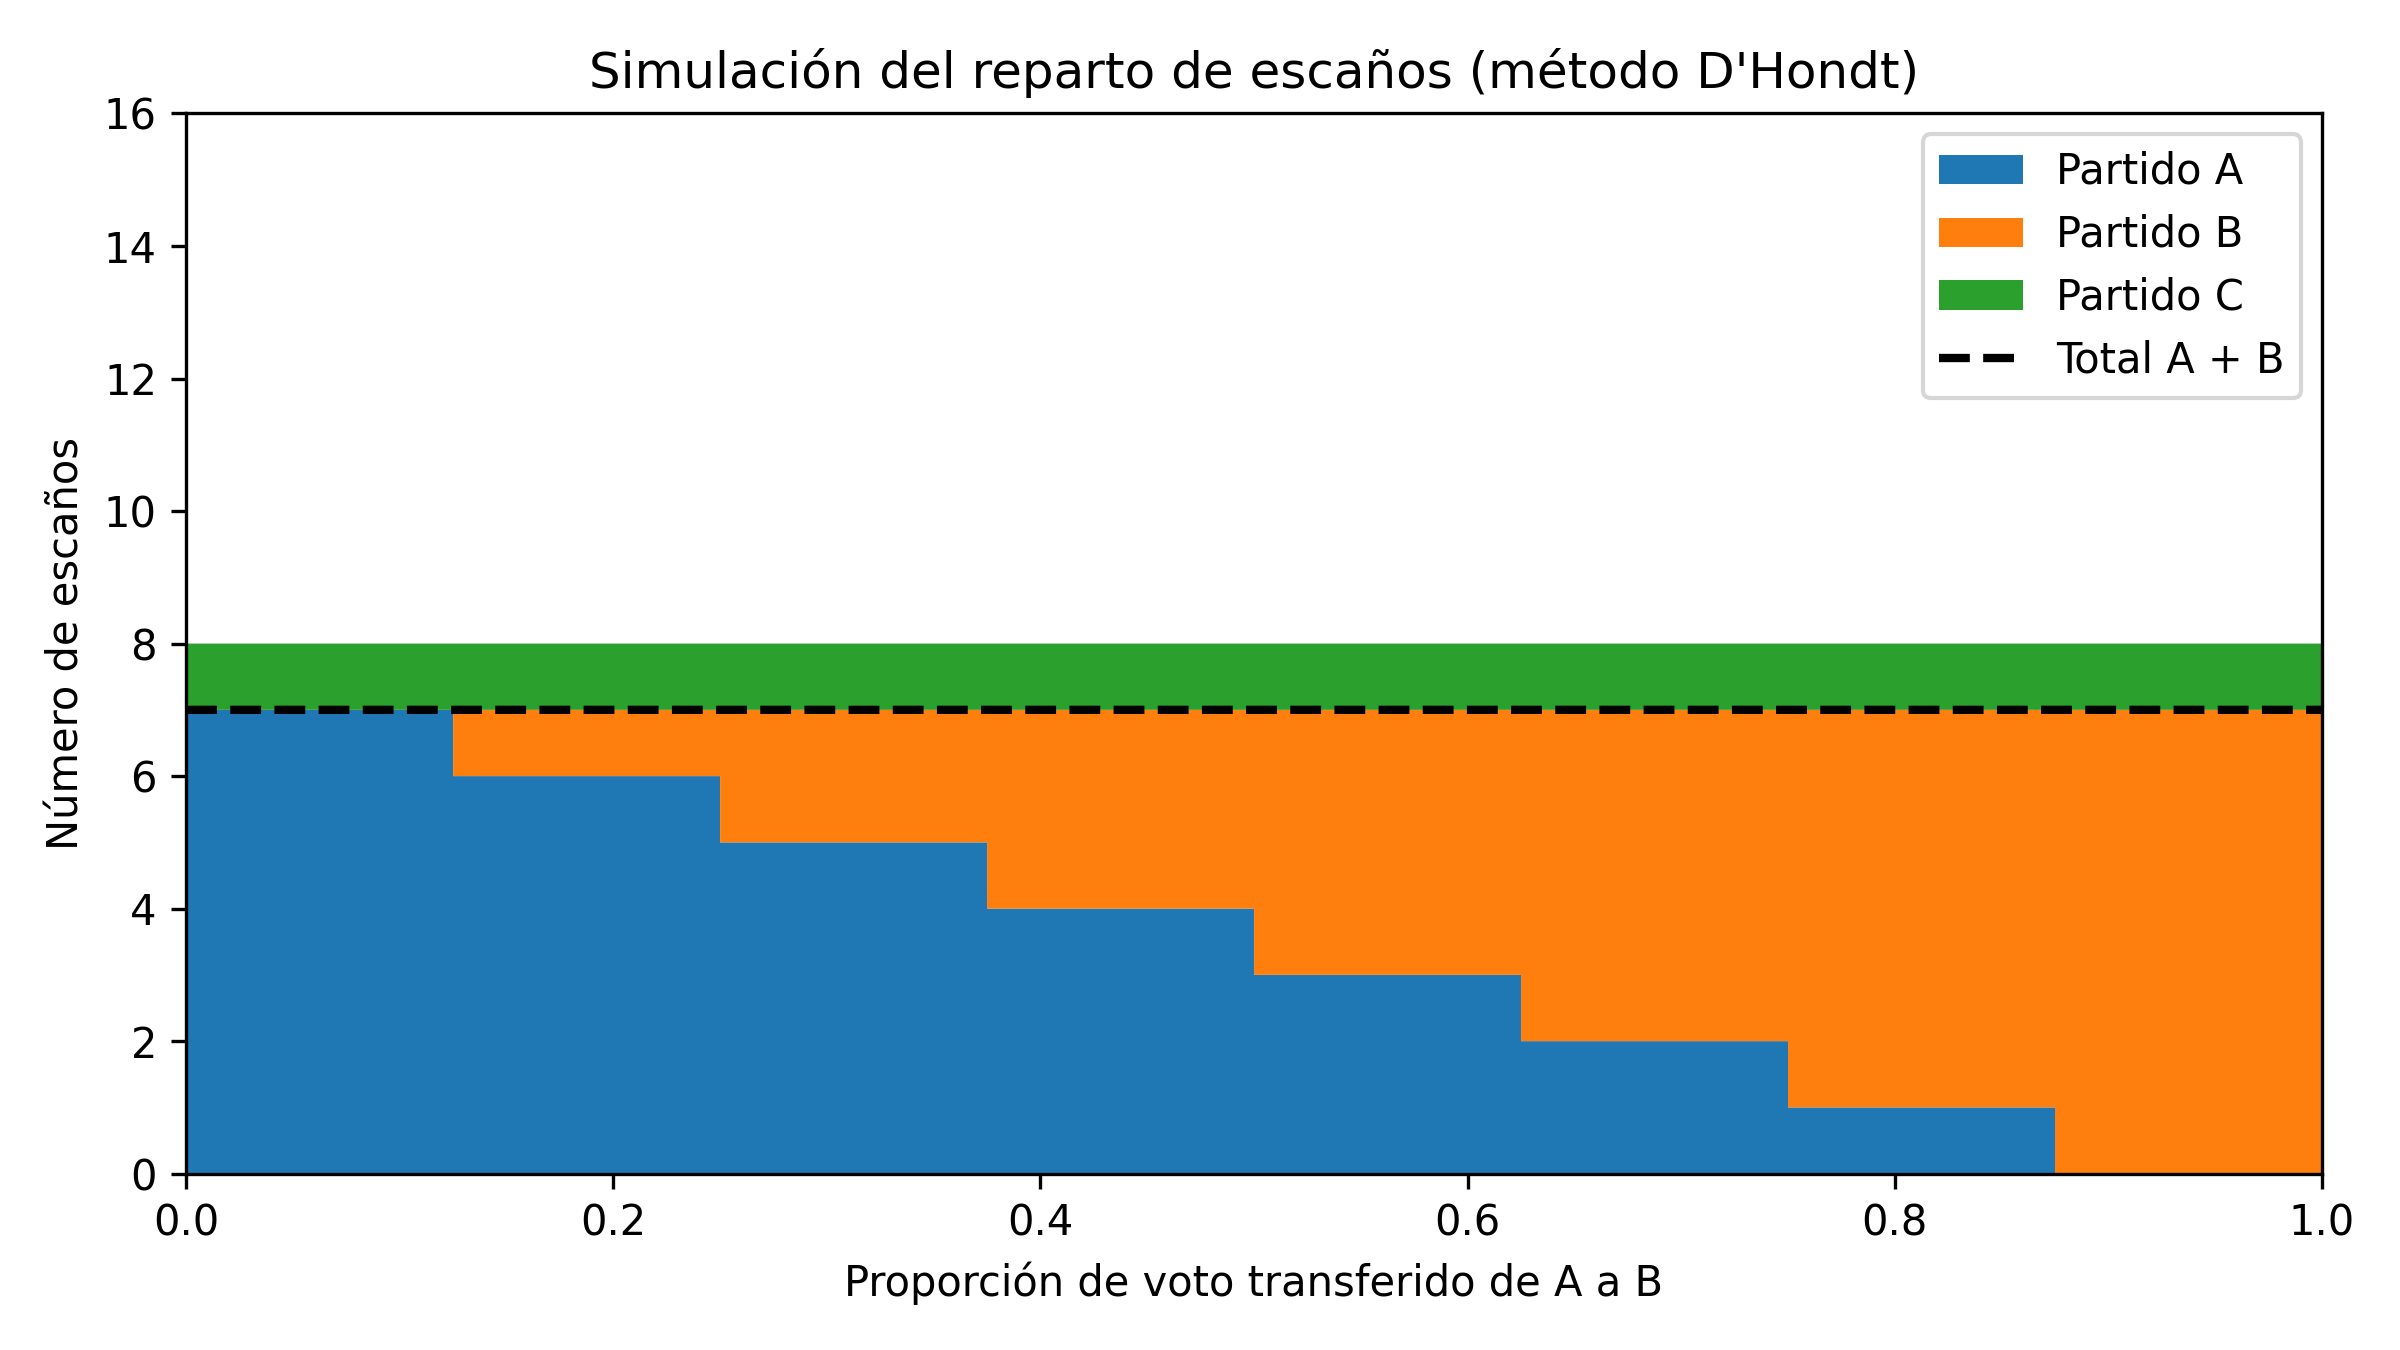 Simulación del reparto de escaños (método D'Hondt)
16
14
12
10
8
6
4
2
0
Número de escaños
Partido A
Partido B
Partido C
Total A + B
0.0 0.2 0.4 0.6 0.8 1.0
Proporción de voto transferido de A a B